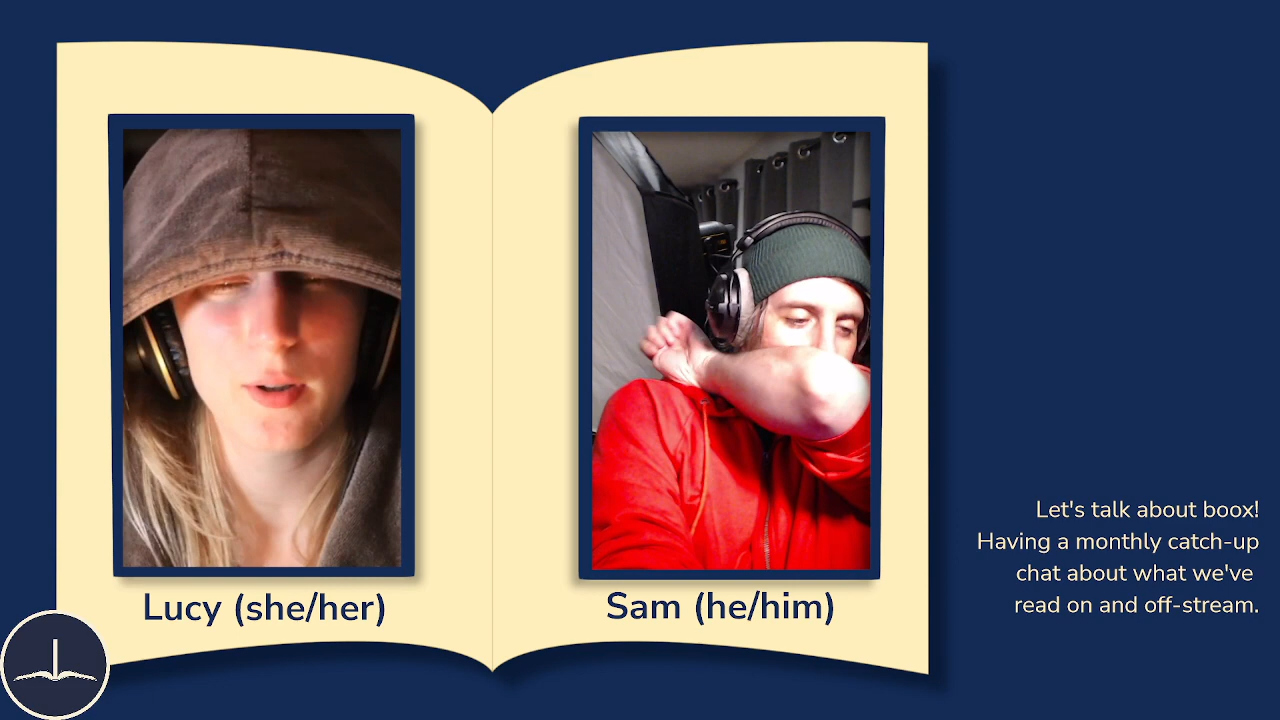 Lucy (she/her)
Sam (he/him)
Let's talk about boox!
Having a monthly catch-up
chat about what we've
read on and off-stream.